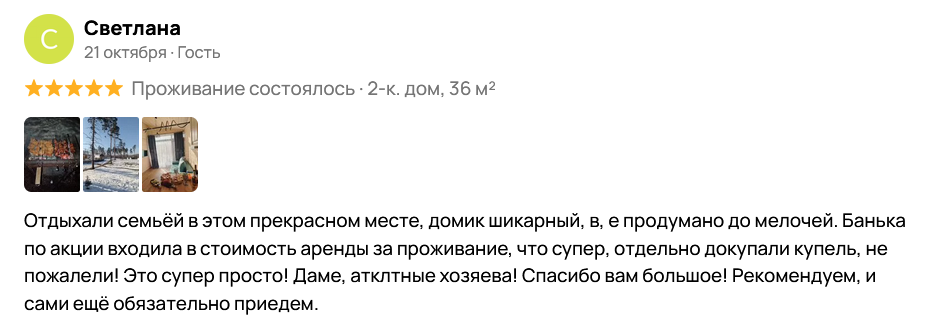 С
Светлана
21 октября · Гость
Проживание состоялось · 2-к. дом, 36 м²
Отдыхали семьёй в этом прекрасном месте, домик шикарный, в, е продумано до мелочей. Банька
по акции входила в стоимость аренды за проживание, что супер, отдельно докупали купель, не
пожалели! Это супер просто! Даме, атклтные хозяева! Спасибо вам большое! Рекомендуем, и
сами ещё обязательно приедем.